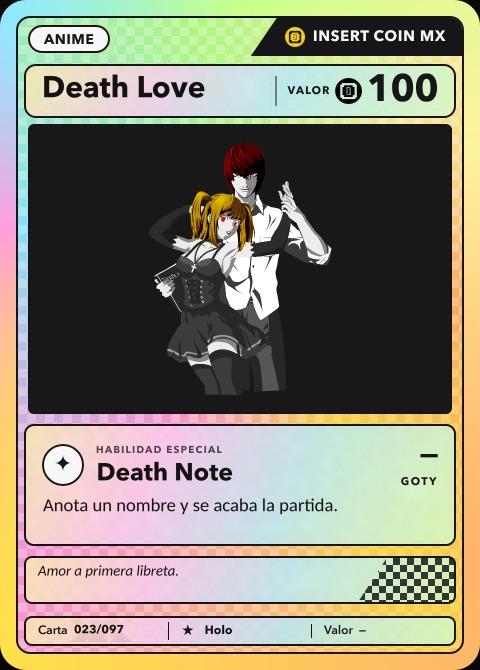 ANIME
INSERT COIN MX
Death Love
VALOR 100
HABILIDAD ESPECIAL
Death Note
—
GOTY
Anota un nombre y se acaba la partida.
Amor a primera libreta.
Carta 023/097
★ Holo
Valor —